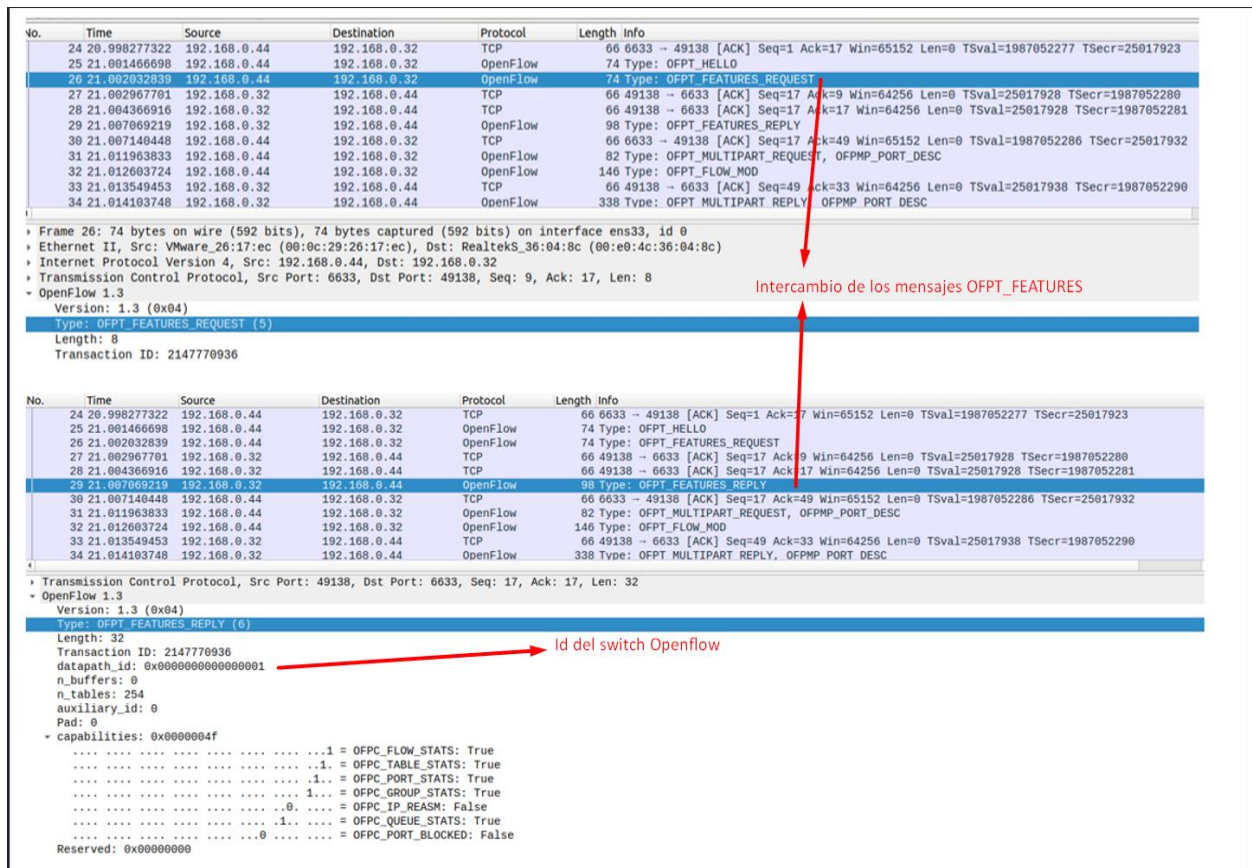 No. Time Source Destination Protocol Length Info
24 20.998277322 192.168.0.44 192.168.0.32 TCP 66 6633 → 49138 [ACK] Seq=1 Ack=17 Win=65152 Len=0 TSval=1987052277 TSecr=25017923
25 21.001466698 192.168.0.44 192.168.0.32 OpenFlow 74 Type: OFPT_HELLO
26 21.002032839 192.168.0.44 192.168.0.32 OpenFlow 74 Type: OFPT_FEATURES_REQUEST
27 21.002967701 192.168.0.32 192.168.0.44 TCP 66 49138 → 6633 [ACK] Seq=17 Ack=9 Win=64256 Len=0 TSval=25017928 TSecr=1987052280
28 21.004366916 192.168.0.32 192.168.0.44 TCP 66 49138 → 6633 [ACK] Seq=17 Ack=17 Win=64256 Len=0 TSval=25017928 TSecr=1987052281
29 21.007069219 192.168.0.32 192.168.0.44 OpenFlow 98 Type: OFPT_FEATURES_REPLY
30 21.007140448 192.168.0.44 192.168.0.32 TCP 66 6633 → 49138 [ACK] Seq=17 Ack=49 Win=65152 Len=0 TSval=1987052286 TSecr=25017932
31 21.011963833 192.168.0.44 192.168.0.32 OpenFlow 82 Type: OFPT_MULTIPART_REQUEST, OFPMP_PORT_DESC
32 21.012603724 192.168.0.44 192.168.0.32 OpenFlow 146 Type: OFPT_FLOW_MOD
33 21.013549453 192.168.0.32 192.168.0.44 TCP 66 49138 → 6633 [ACK] Seq=49 Ack=33 Win=64256 Len=0 TSval=25017938 TSecr=1987052290
34 21.014103748 192.168.0.32 192.168.0.44 OpenFlow 338 Type: OFPT_MULTIPART_REPLY, OFPMP_PORT_DESC
Frame 26: 74 bytes on wire (592 bits), 74 bytes captured (592 bits) on interface ens33, id 0
Ethernet II, Src: VMware_26:17:ec (00:0c:29:26:17:ec), Dst: RealtekS_36:04:8c (00:e0:4c:36:04:8c)
Internet Protocol Version 4, Src: 192.168.0.44, Dst: 192.168.0.32
Transmission Control Protocol, Src Port: 6633, Dst Port: 49138, Seq: 9, Ack: 17, Len: 8
Intercambio de los mensajes OFPT_FEATURES
OpenFlow 1.3
Version: 1.3 (0x04)
Type: OFPT_FEATURES_REQUEST (5)
Length: 8
Transaction ID: 2147770936
No. Time Source Destination Protocol Length Info
24 20.998277322 192.168.0.44 192.168.0.32 TCP 66 6633 → 49138 [ACK] Seq=1 Ack=17 Win=65152 Len=0 TSval=1987052277 TSecr=25017923
25 21.001466698 192.168.0.44 192.168.0.32 OpenFlow 74 Type: OFPT_HELLO
26 21.002032839 192.168.0.44 192.168.0.32 OpenFlow 74 Type: OFPT_FEATURES_REQUEST
27 21.002967701 192.168.0.32 192.168.0.44 TCP 66 49138 → 6633 [ACK] Seq=17 Ack=9 Win=64256 Len=0 TSval=25017928 TSecr=1987052280
28 21.004366916 192.168.0.32 192.168.0.44 TCP 66 49138 → 6633 [ACK] Seq=17 Ack=17 Win=64256 Len=0 TSval=25017928 TSecr=1987052281
29 21.007069219 192.168.0.32 192.168.0.44 OpenFlow 98 Type: OFPT_FEATURES_REPLY
30 21.007140448 192.168.0.44 192.168.0.32 TCP 66 6633 → 49138 [ACK] Seq=17 Ack=49 Win=65152 Len=0 TSval=1987052286 TSecr=25017932
31 21.011963833 192.168.0.44 192.168.0.32 OpenFlow 82 Type: OFPT_MULTIPART_REQUEST, OFPMP_PORT_DESC
32 21.012603724 192.168.0.44 192.168.0.32 OpenFlow 146 Type: OFPT_FLOW_MOD
33 21.013549453 192.168.0.32 192.168.0.44 TCP 66 49138 → 6633 [ACK] Seq=49 Ack=33 Win=64256 Len=0 TSval=25017938 TSecr=1987052290
34 21.014103748 192.168.0.32 192.168.0.44 OpenFlow 338 Type: OFPT_MULTIPART_REPLY, OFPMP_PORT_DESC
Transmission Control Protocol, Src Port: 49138, Dst Port: 6633, Seq: 17, Ack: 17, Len: 32
OpenFlow 1.3
Version: 1.3 (0x04)
Type: OFPT_FEATURES_REPLY (6)
Length: 32
Id del switch Openflow
Transaction ID: 2147770936
datapath_id: 0x0000000000000001
n_buffers: 0
n_tables: 254
auxiliary_id: 0
Pad: 0
capabilities: 0x0000004f
.... .... .... .... .... .... .... ...1 = OFPC_FLOW_STATS: True
.... .... .... .... .... .... .... ..1. = OFPC_TABLE_STATS: True
.... .... .... .... .... .... .... .1.. = OFPC_PORT_STATS: True
.... .... .... .... .... .... .... 1... = OFPC_GROUP_STATS: True
.... .... .... .... .... .... ..0. .... = OFPC_IP_REASM: False
.... .... .... .... .... .... .1.. .... = OFPC_QUEUE_STATS: True
.... .... .... .... .... ...0 .... .... = OFPC_PORT_BLOCKED: False
Reserved: 0x00000000